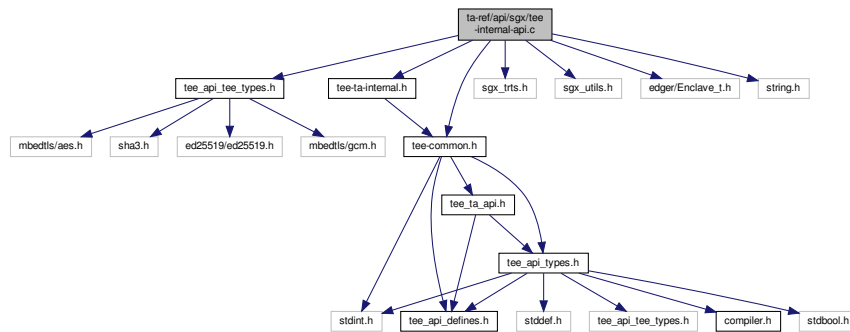 ta-ref/api/sgx/tee
-internal-api.c
tee_api_tee_types.h
tee-ta-internal.h
sgx_trts.h
sgx_utils.h
edger/Enclave_t.h
string.h
mbedtls/aes.h
sha3.h
ed25519/ed25519.h
mbedtls/gcm.h
tee-common.h
tee_ta_api.h
tee_api_types.h
stdint.h
tee_api_defines.h
stddef.h
tee_api_tee_types.h
compiler.h
stdbool.h